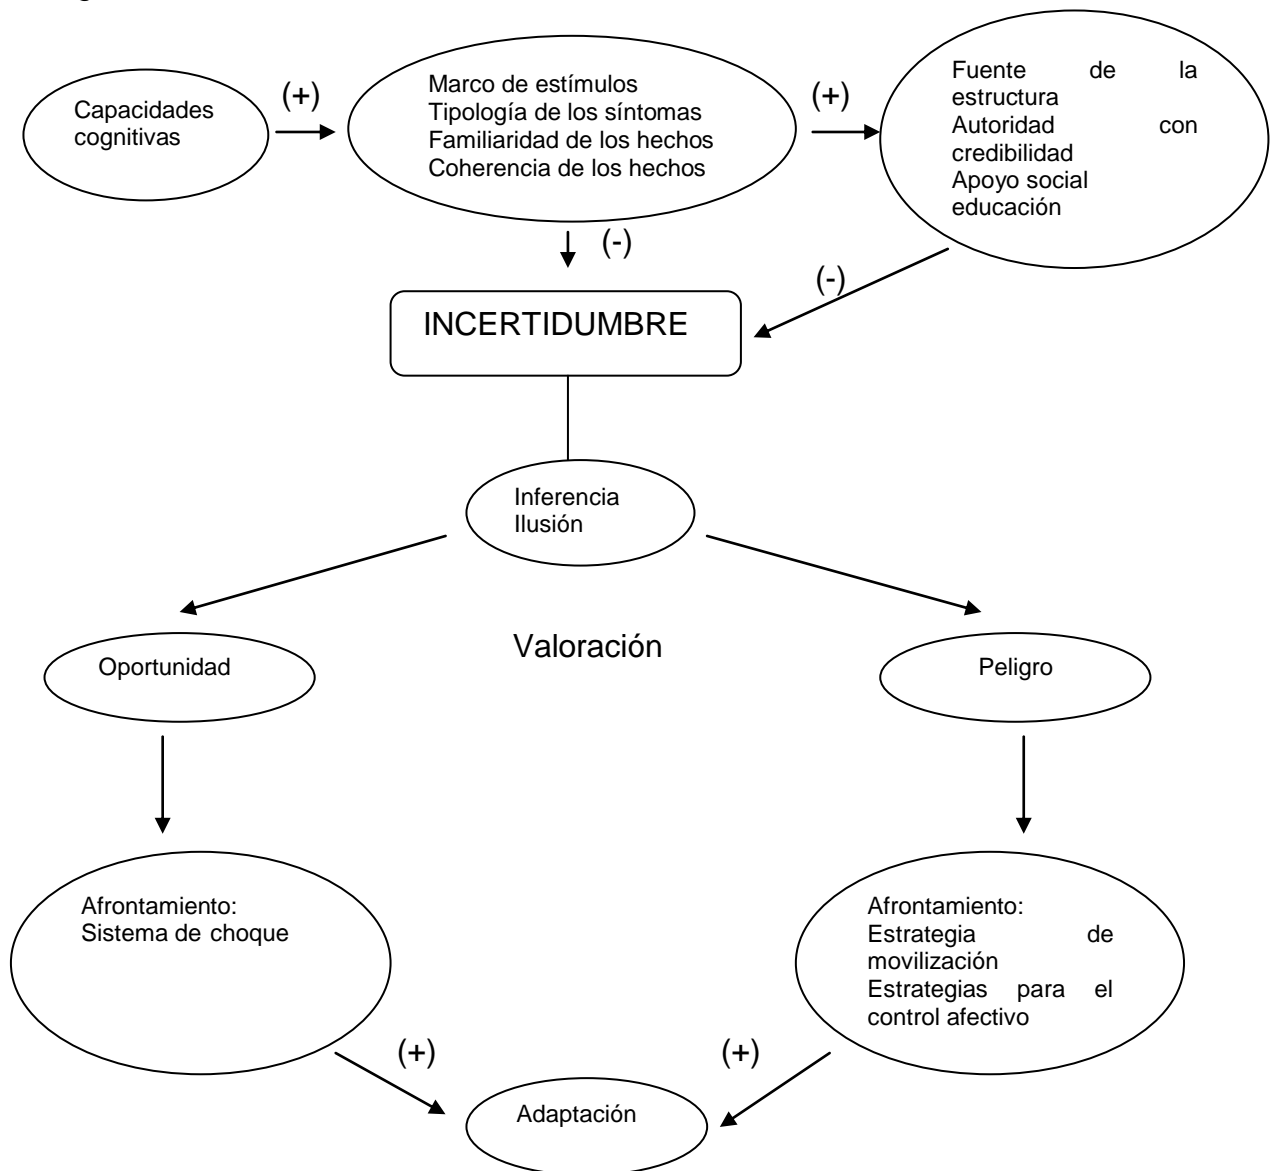 Capacidades
cognitivas
(+)
Marco de estímulos
Tipología de los síntomas
Familiaridad de los hechos
Coherencia de los hechos
(+)
Fuente de la
estructura
Autoridad con
credibilidad
Apoyo social
educación
(-)
(-)
INCERTIDUMBRE
Inferencia
Ilusión
Valoración
Oportunidad
Peligro
Afrontamiento:
Sistema de choque
Afrontamiento:
Estrategia de
movilización
Estrategias para el
control afectivo
(+)
(+)
Adaptación